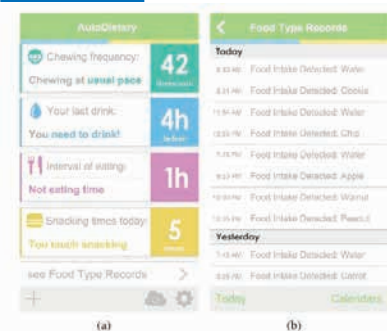 AutoDietary
Chewing frequency:
Chewing at usual pace
42
Your last drink:
You need to drink!
4h
Interval of eating:
Not eating time
1h
Snacking times today:
Too much snacking
5
see Food Type Records
(a)
Food Type Records
Today
Food Intake Detected: Water
Food Intake Detected: Cookie
Food Intake Detected: Water
Food Intake Detected: Chip
Food Intake Detected: Water
Food Intake Detected: Apple
Food Intake Detected: Walnut
Food Intake Detected: Peanut
Yesterday
Food Intake Detected: Water
Food Intake Detected: Carrot
Today
Calendars
(b)